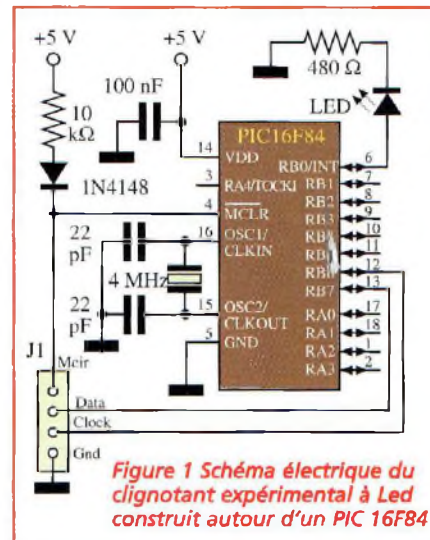 +5 V
+5 V
480 Ω
10 kΩ
100 nF
LED
PIC16F84
1N4148
14 VDD
3 RA4/TOCKI
4 MCLR
16 OSC1/
CLKIN
15 OSC2/
CLKOUT
5 GND
RB0/INT 6
RB1 7
RB2 8
RB3 9
RB4 10
11
RB6 12
RB7 13
RA0 17
RA1 18
RA2 1
RA3 2
22 pF
4 MHz
22 pF
J1
Mclr
Data
Clock
Gnd
Figure 1 Schéma électrique du
clignotant expérimental à Led
construit autour d'un PIC 16F84